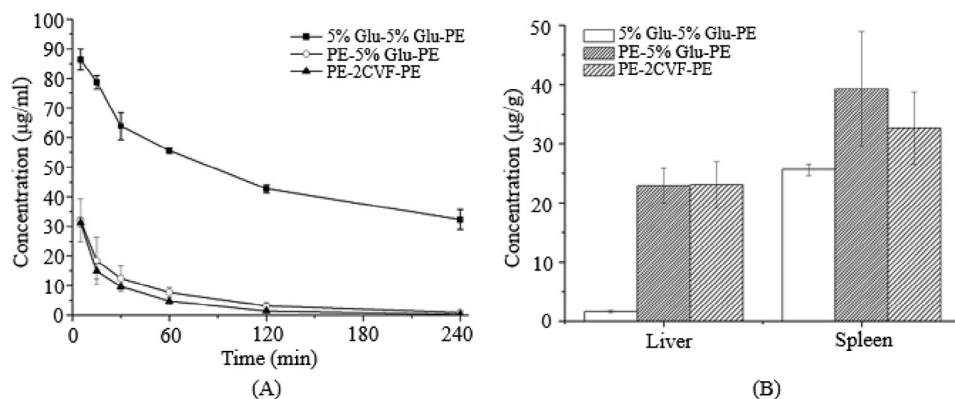 100
90
80
70
60
50
40
30
20
10
0
Concentration (μg/ml)
5% Glu-5% Glu-PE
PE-5% Glu-PE
PE-2CVF-PE
0 60 120 180 240
Time (min)
(A)
50
40
30
20
10
0
Concentration (μg/g)
5% Glu-5% Glu-PE
PE-5% Glu-PE
PE-2CVF-PE
Liver Spleen
(B)